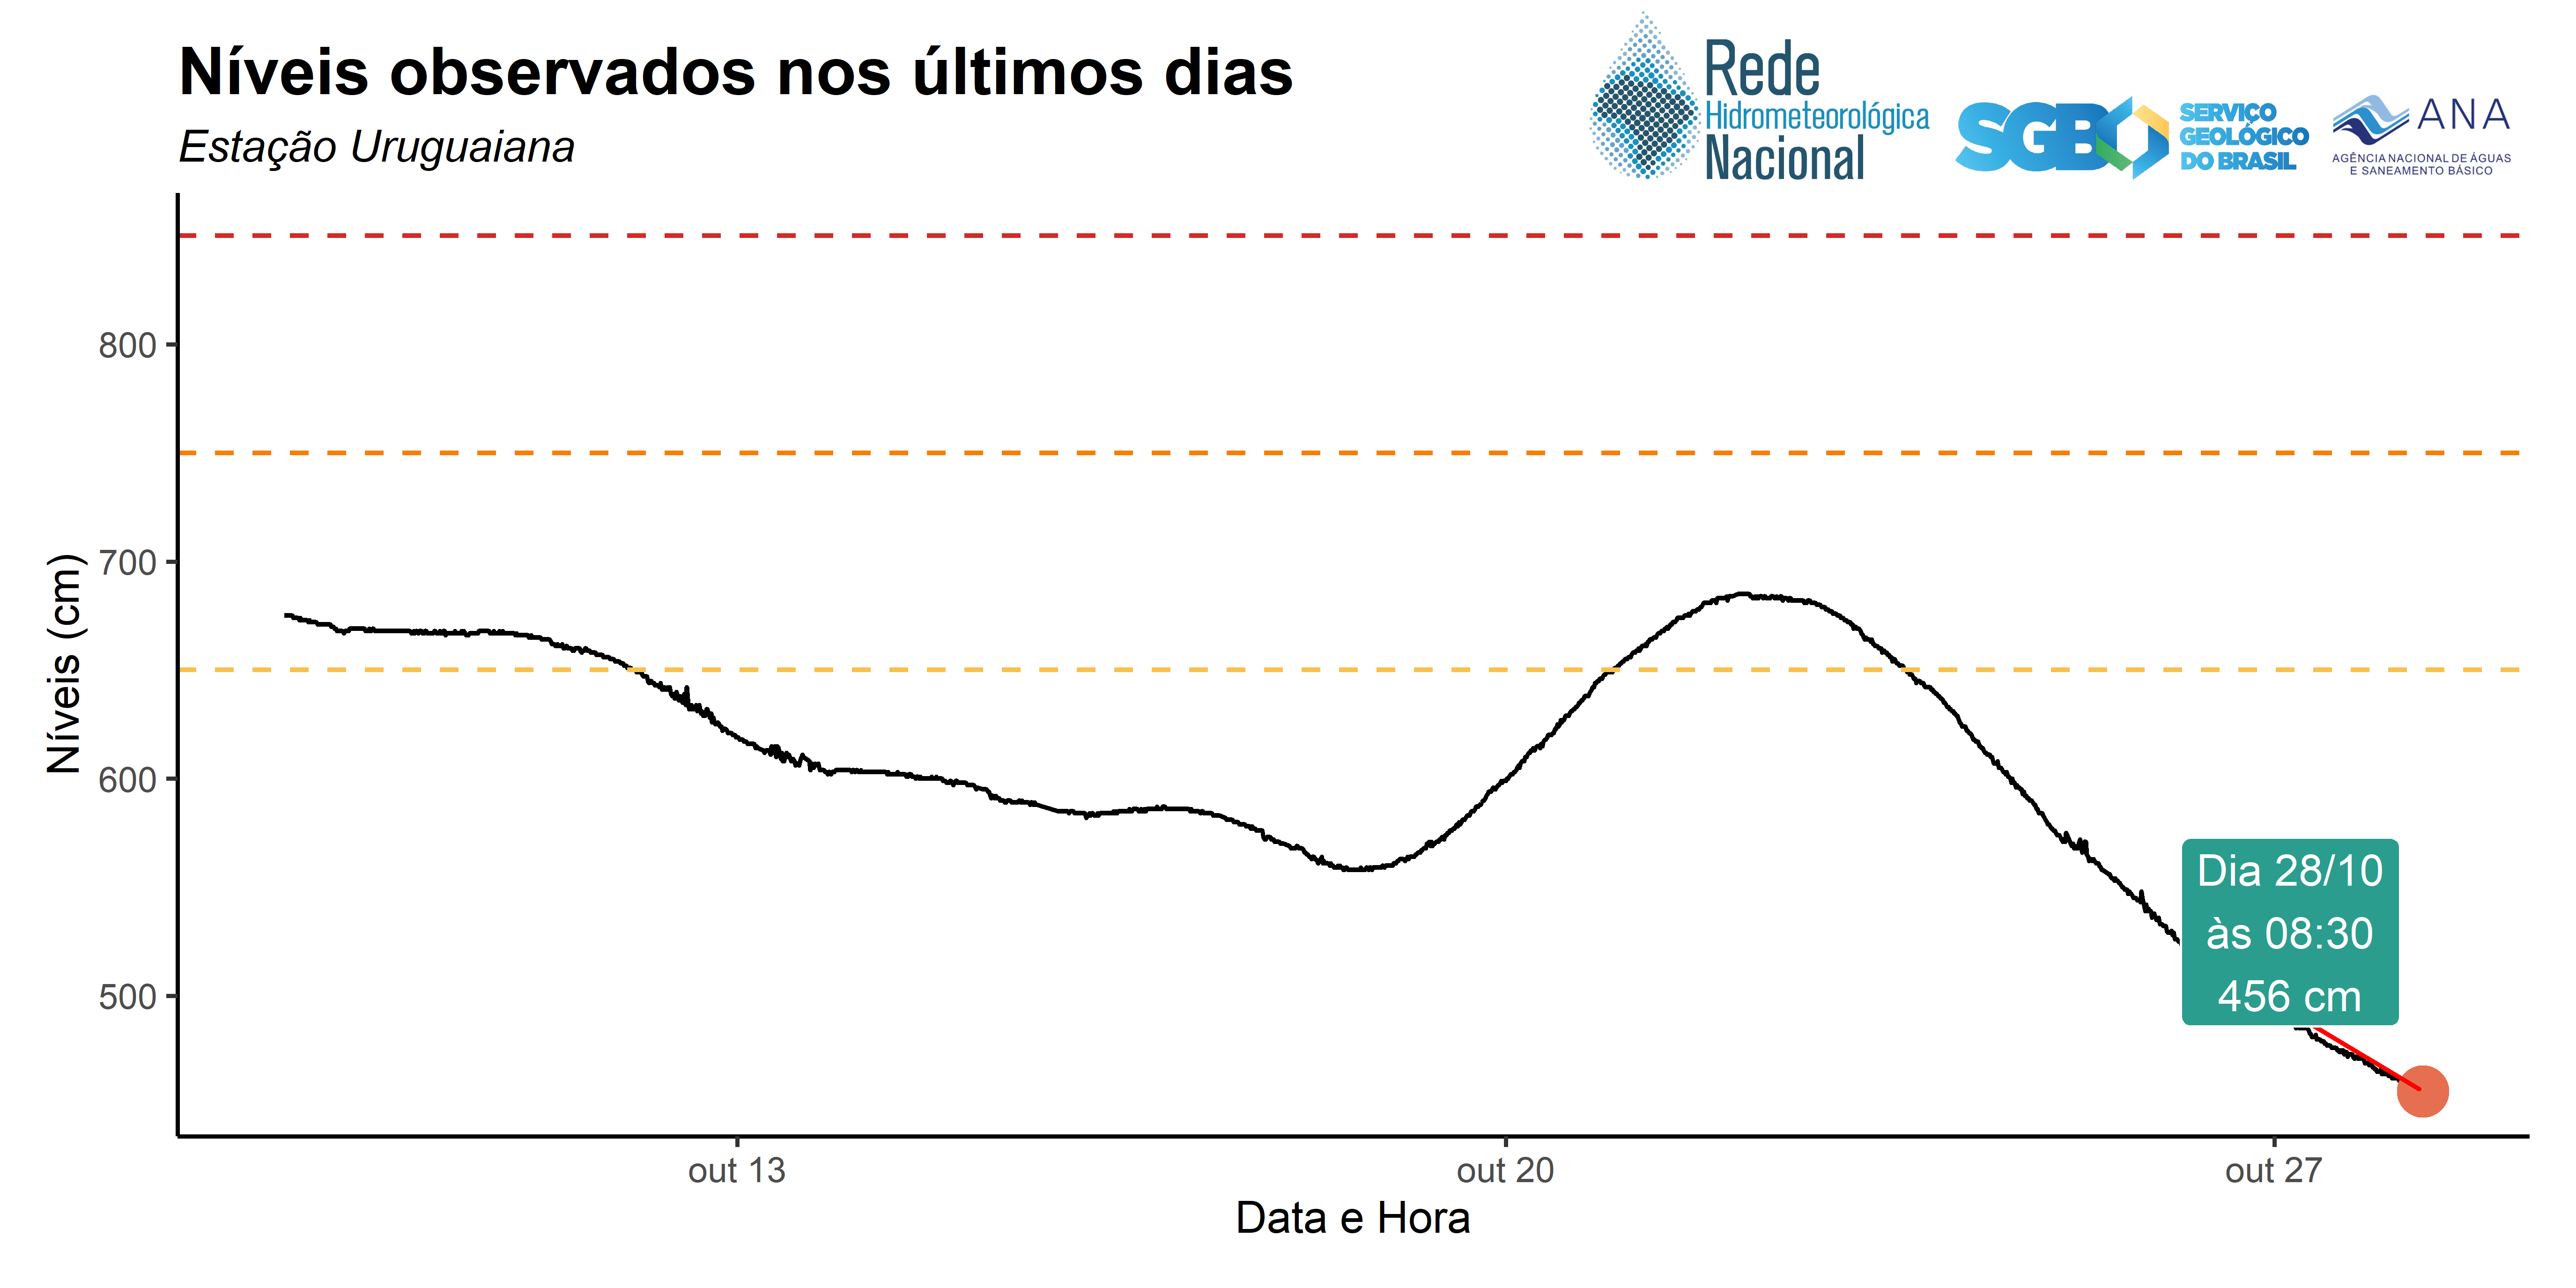 Níveis observados nos últimos dias
Estação Uruguaiana
Rede
Hidrometeorológica
Nacional
SGB
SERVIÇO
GEOLÓGICO
DO BRASIL
ANA
AGÊNCIA NACIONAL DE ÁGUAS
E SANEAMENTO BÁSICO
Níveis (cm)
800
700
600
500
Dia 28/10
às 08:30
456 cm
out 13
out 20
out 27
Data e Hora